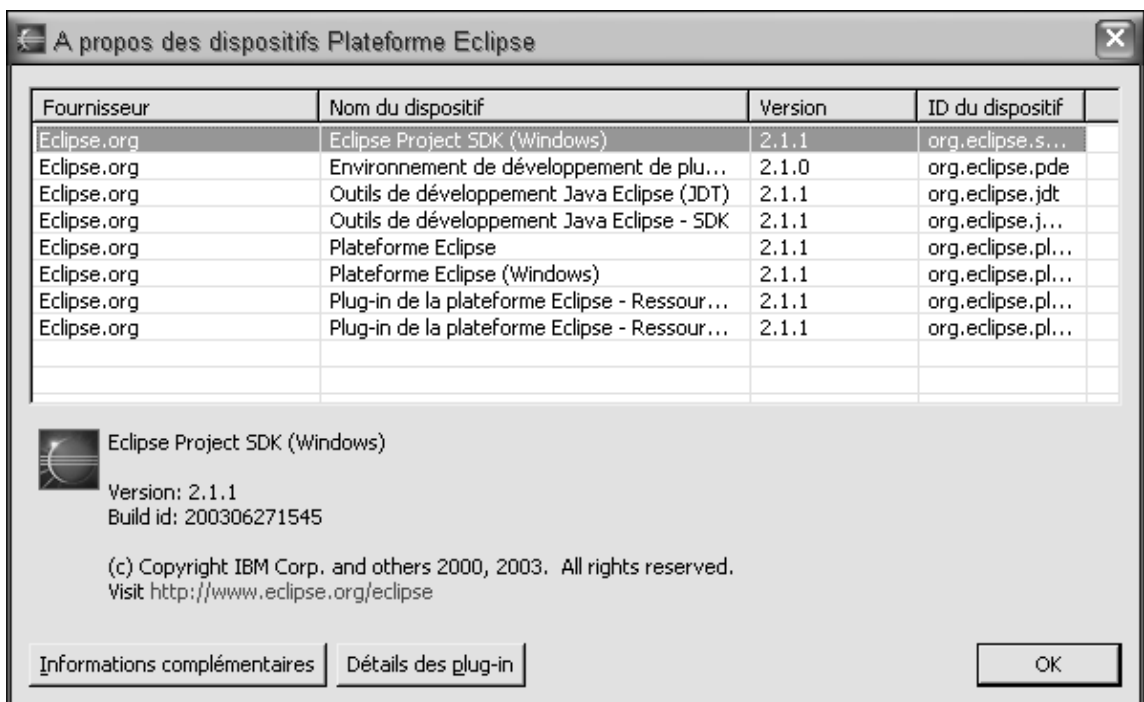 A propos des dispositifs Plateforme Eclipse
Fournisseur Nom du dispositif Version ID du dispositif
Eclipse.org Eclipse Project SDK (Windows) 2.1.1 org.eclipse.s...
Eclipse.org Environnement de développement de plu... 2.1.0 org.eclipse.pde
Eclipse.org Outils de développement Java Eclipse (JDT) 2.1.1 org.eclipse.jdt
Eclipse.org Outils de développement Java Eclipse - SDK 2.1.1 org.eclipse.j...
Eclipse.org Plateforme Eclipse 2.1.1 org.eclipse.pl...
Eclipse.org Plateforme Eclipse (Windows) 2.1.1 org.eclipse.pl...
Eclipse.org Plug-in de la plateforme Eclipse - Ressour... 2.1.1 org.eclipse.pl...
Eclipse.org Plug-in de la plateforme Eclipse - Ressour... 2.1.1 org.eclipse.pl...
Eclipse Project SDK (Windows)
Version: 2.1.1
Build id: 200306271545
(c) Copyright IBM Corp. and others 2000, 2003. All rights reserved.
Visit http://www.eclipse.org/eclipse
Informations complémentaires Détails des plug-in OK